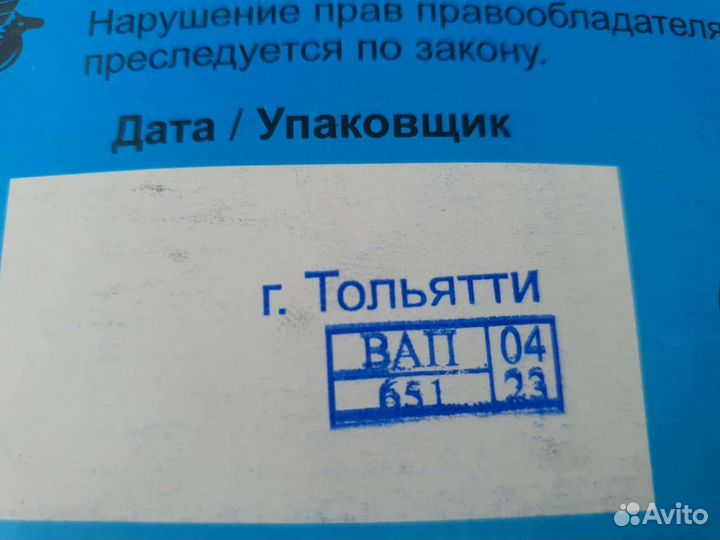 Нарушение прав правообладателя
преследуется по закону.
Дата / Упаковщик
г. Тольятти
ВАП 04
651 23
Avito